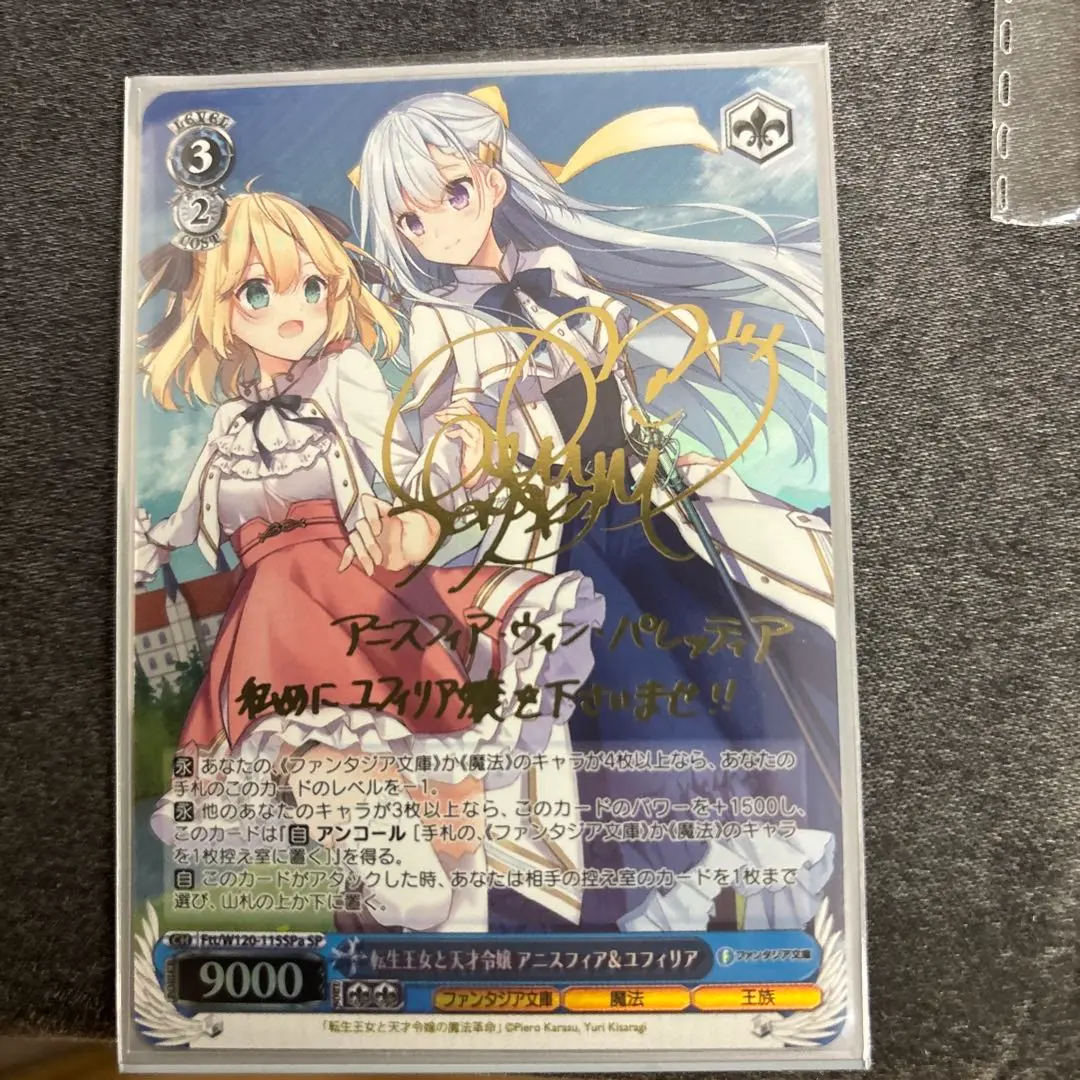 LEVEL
3
2
COST
アニスフィア・ウィン・パレッティア
私めにユフィリア嬢を下さいませ!!
永 あなたの、《ファンタジア文庫》か《魔法》のキャラが4枚以上なら、あなたの
手札のこのカードのレベルを-1。
永 他のあなたのキャラが3枚以上なら、このカードのパワーを+1500し、
このカードは『自 アンコール [手札の、《ファンタジア文庫》か《魔法》のキャラ
を1枚控え室に置く]』を得る。
自 このカードがアタックした時、あなたは相手の控え室のカードを1枚まで
選び、山札の上か下に置く。
CH Ftt/W120-115SPa SP
9000
転生王女と天才令嬢 アニスフィア&ユフィリア
ファンタジア文庫
ファンタジア文庫 魔法 王族
「転生王女と天才令嬢の魔法革命」©Piero Karasu, Yuri Kisaragi